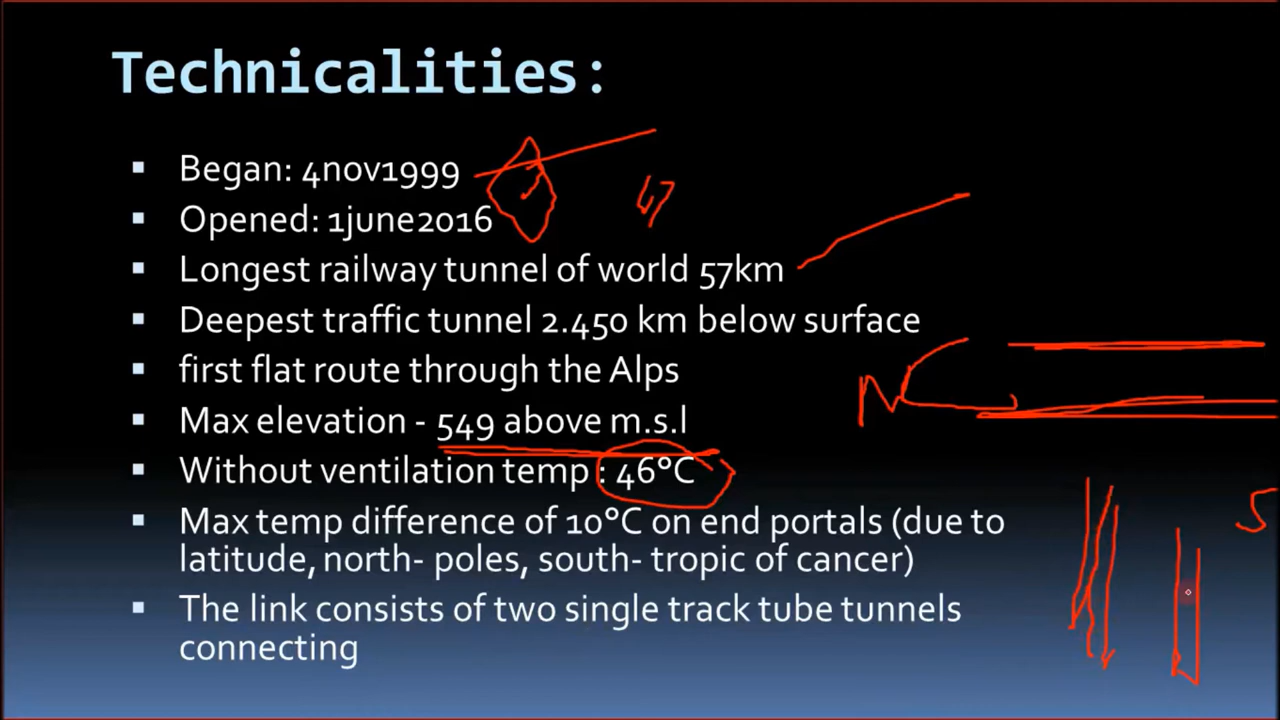 Technicalities:
Began: 4nov1999
Opened: 1june2016
47
Longest railway tunnel of world 57km
Deepest traffic tunnel 2.450 km below surface
first flat route through the Alps
N
Max elevation - 549 above m.s.l
Without ventilation temp : 46°C
Max temp difference of 10°C on end portals (due to
S
latitude, north- poles, south- tropic of cancer)
The link consists of two single track tube tunnels
connecting